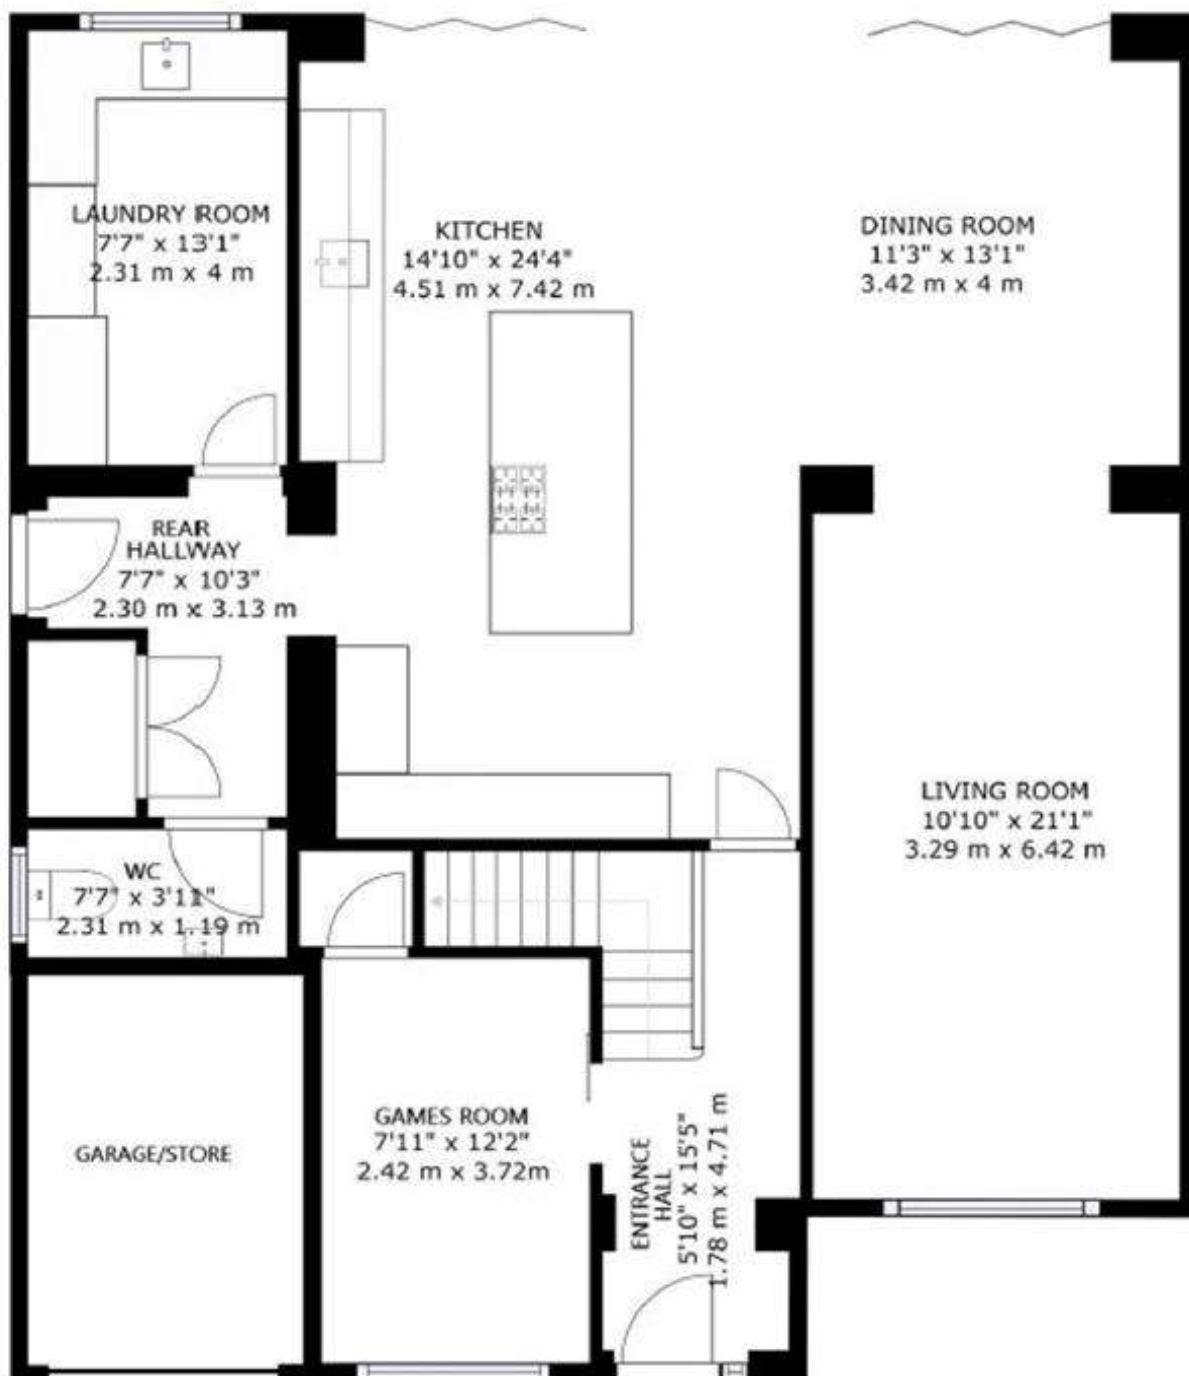 LAUNDRY ROOM
7'7" x 13'1"
2.31 m x 4 m
KITCHEN
14'10" x 24'4"
4.51 m x 7.42 m
DINING ROOM
11'3" x 13'1"
3.42 m x 4 m
REAR
HALLWAY
7'7" x 10'3"
2.30 m x 3.13 m
LIVING ROOM
10'10" x 21'1"
3.29 m x 6.42 m
WC
7'7" x 3'11"
2.31 m x 1.19 m
GARAGE/STORE
GAMES ROOM
7'11" x 12'2"
2.42 m x 3.72m
ENTRANCE
HALL
5'10" x 15'5"
1.78 m x 4.71 m